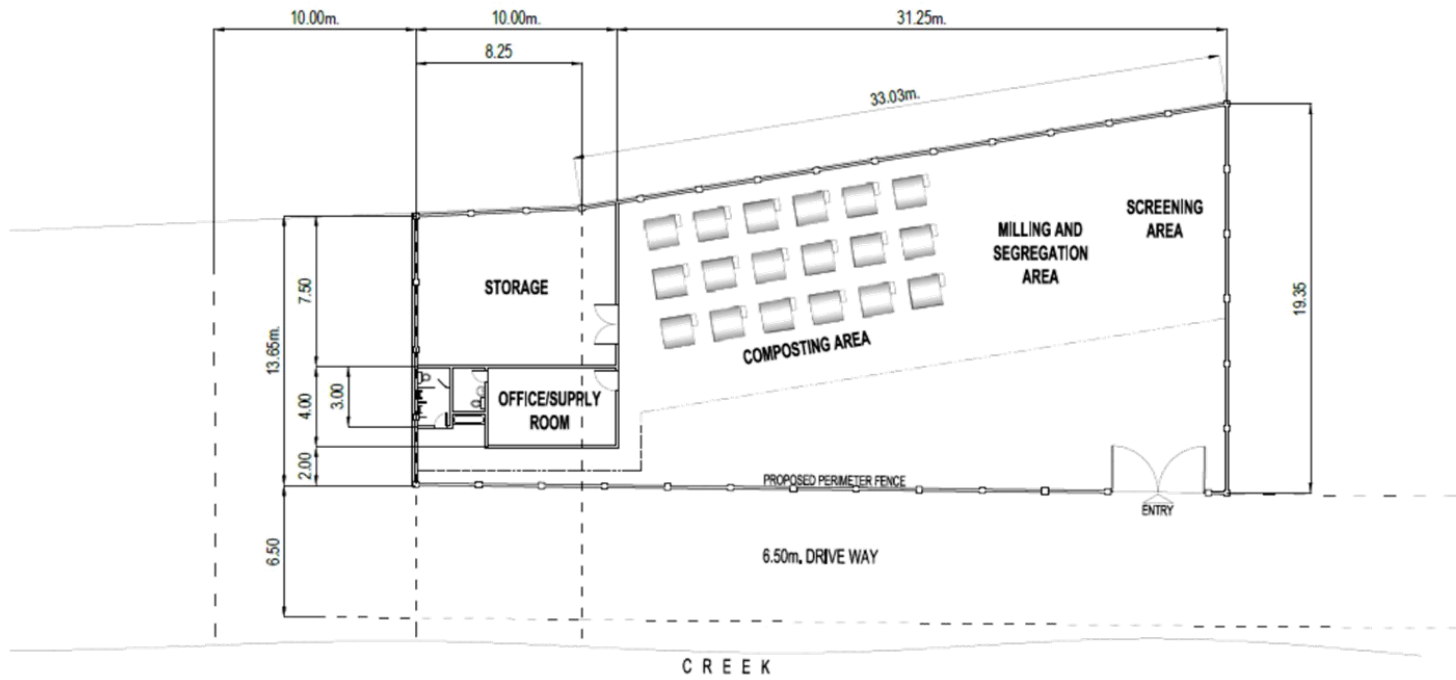 10.00m.
10.00m.
31.25m.
8.25
33.03m.
SCREENING
AREA
MILLING AND
SEGREGATION
AREA
STORAGE
7.50
19.35
13.65m.
COMPOSTING AREA
3.00
4.00
OFFICE/SUPPLY
ROOM
2.00
PROPOSED PERIMETER FENCE
ENTRY
6.50
6.50m. DRIVE WAY
CREEK